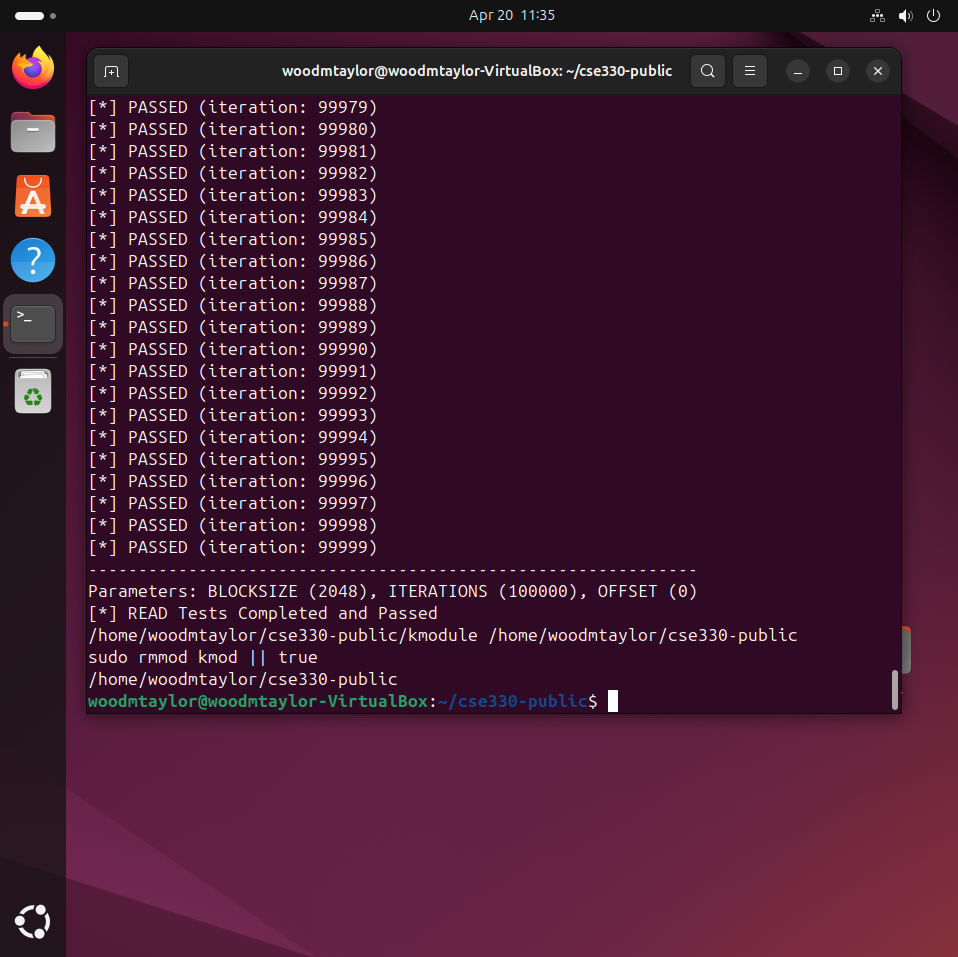 Apr 20 11:35
woodmtaylor@woodmtaylor-VirtualBox: ~/cse330-public
[*] PASSED (iteration: 99979)
[*] PASSED (iteration: 99980)
[*] PASSED (iteration: 99981)
[*] PASSED (iteration: 99982)
[*] PASSED (iteration: 99983)
[*] PASSED (iteration: 99984)
[*] PASSED (iteration: 99985)
[*] PASSED (iteration: 99986)
[*] PASSED (iteration: 99987)
[*] PASSED (iteration: 99988)
[*] PASSED (iteration: 99989)
[*] PASSED (iteration: 99990)
[*] PASSED (iteration: 99991)
[*] PASSED (iteration: 99992)
[*] PASSED (iteration: 99993)
[*] PASSED (iteration: 99994)
[*] PASSED (iteration: 99995)
[*] PASSED (iteration: 99996)
[*] PASSED (iteration: 99997)
[*] PASSED (iteration: 99998)
[*] PASSED (iteration: 99999)
-------------------------------------------------------------
Parameters: BLOCKSIZE (2048), ITERATIONS (100000), OFFSET (0)
[*] READ Tests Completed and Passed
/home/woodmtaylor/cse330-public/kmodule /home/woodmtaylor/cse330-public
sudo rmmod kmod || true
/home/woodmtaylor/cse330-public
woodmtaylor@woodmtaylor-VirtualBox:~/cse330-public$